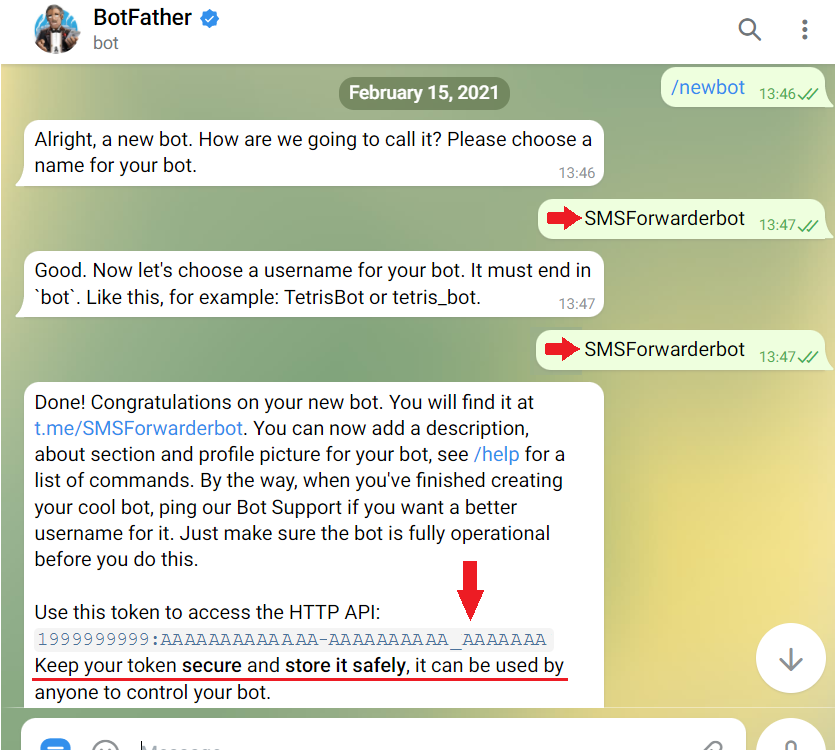 BotFather
bot
February 15, 2021
/newbot 13:46
Alright, a new bot. How are we going to call it? Please choose a
name for your bot. 13:46
SMSForwarderbot 13:47
Good. Now let's choose a username for your bot. It must end in
`bot`. Like this, for example: TetrisBot or tetris_bot. 13:47
SMSForwarderbot 13:47
Done! Congratulations on your new bot. You will find it at
t.me/SMSForwarderbot. You can now add a description,
about section and profile picture for your bot, see /help for a
list of commands. By the way, when you've finished creating
your cool bot, ping our Bot Support if you want a better
username for it. Just make sure the bot is fully operational
before you do this.
Use this token to access the HTTP API:
1999999999:AAAAAAAAAAAAA-AAAAAAAAAA_AAAAAAA
Keep your token secure and store it safely, it can be used by
anyone to control your bot.